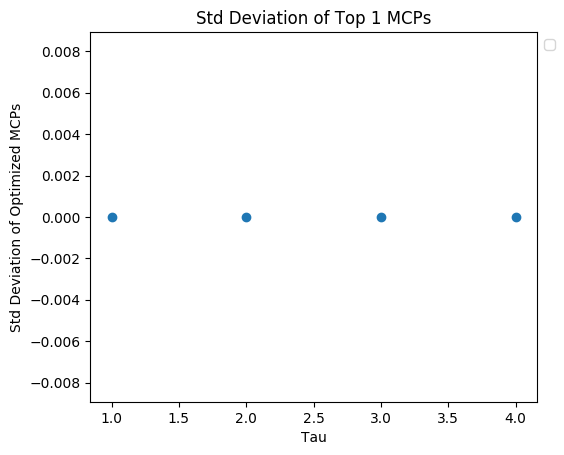 Std Deviation of Top 1 MCPs
Std Deviation of Optimized MCPs
0.008
0.006
0.004
0.002
0.000
−0.002
−0.004
−0.006
−0.008
1.0 1.5 2.0 2.5 3.0 3.5 4.0
Tau